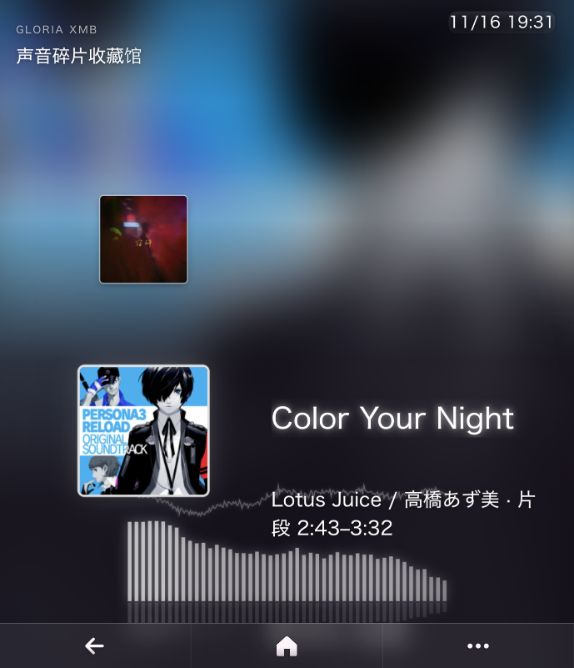 GLORIA XMB
11/16 19:31
声音碎片收藏馆
PERSONA3
RELOAD
ORIGINAL
SOUNDTRACK
Color Your Night
Lotus Juice / 高橋あず美 · 片
段 2:43–3:32